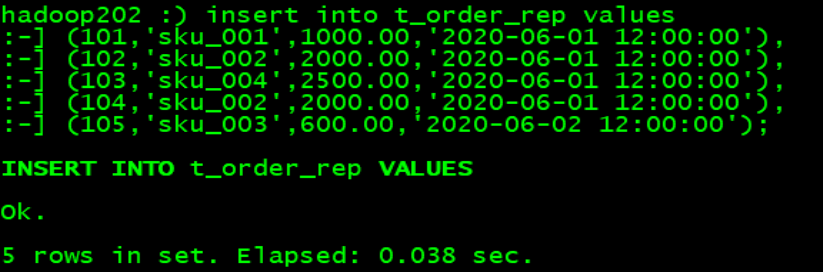 hadoop202 :) insert into t_order_rep values
:-] (101,'sku_001',1000.00,'2020-06-01 12:00:00'),
:-] (102,'sku_002',2000.00,'2020-06-01 12:00:00'),
:-] (103,'sku_004',2500.00,'2020-06-01 12:00:00'),
:-] (104,'sku_002',2000.00,'2020-06-01 12:00:00'),
:-] (105,'sku_003',600.00,'2020-06-02 12:00:00');
INSERT INTO t_order_rep VALUES
Ok.
5 rows in set. Elapsed: 0.038 sec.